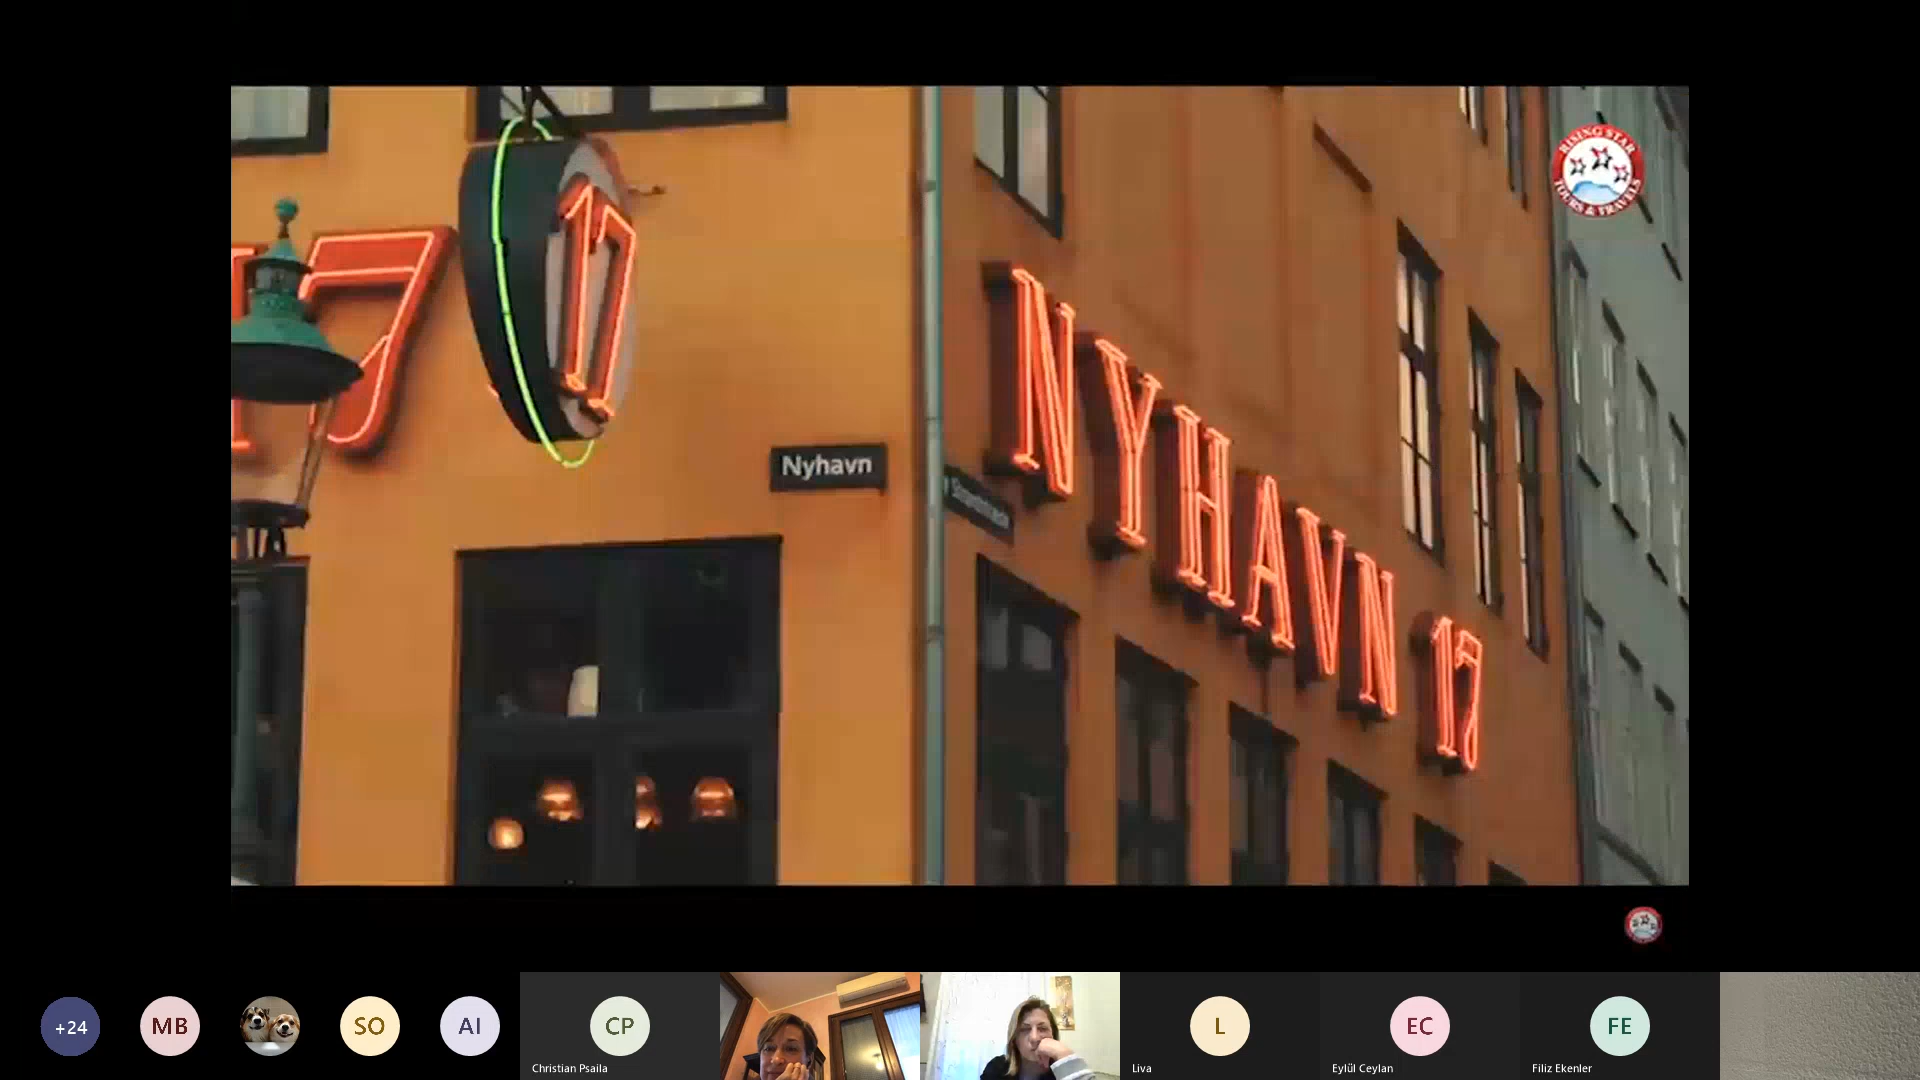 RISING STAR
TOURS & TRAVELS
17
17
Nyhavn
NYHAVN 17
+24
MB
SO
AI
CP
Christian Psaila
L
Liva
EC
Eylül Ceylan
FE
Filiz Ekenler